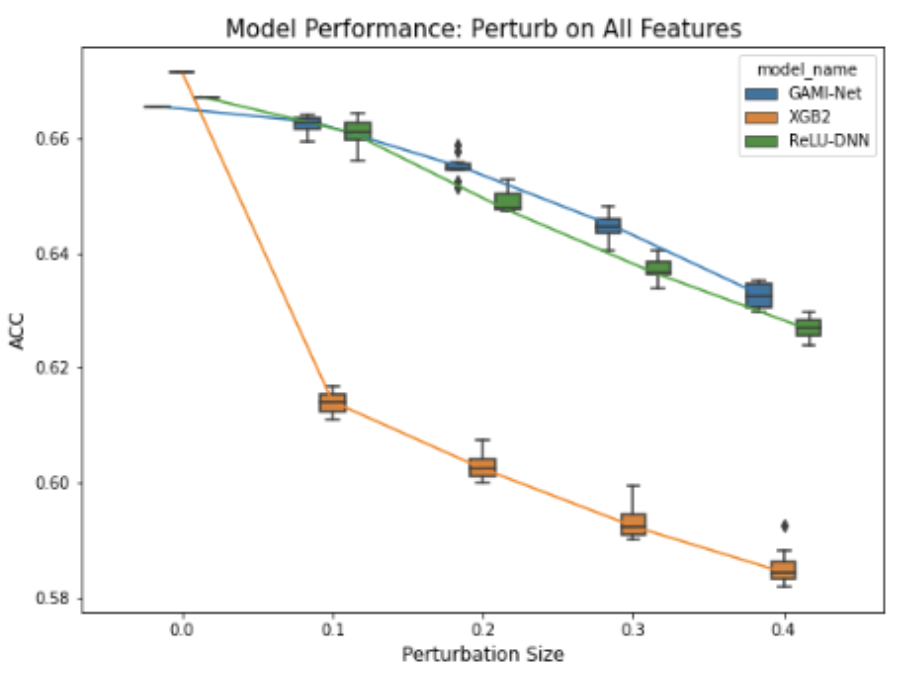 Model Performance: Perturb on All Features
model_name
GAMI-Net
XGB2
ReLU-DNN
ACC
0.66
0.64
0.62
0.60
0.58
0.0 0.1 0.2 0.3 0.4
Perturbation Size